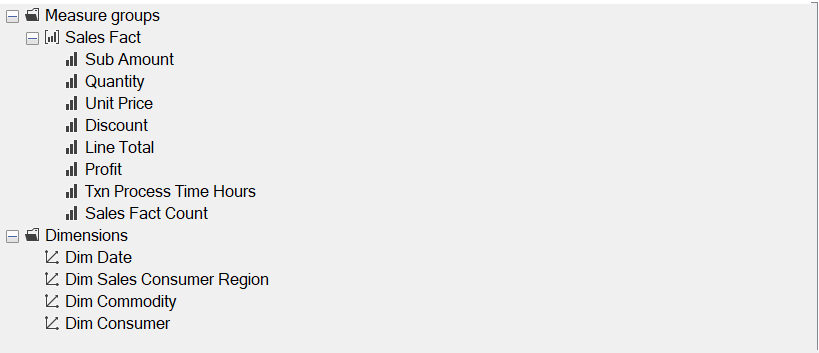 Measure groups
Sales Fact
Sub Amount
Quantity
Unit Price
Discount
Line Total
Profit
Txn Process Time Hours
Sales Fact Count
Dimensions
Dim Date
Dim Sales Consumer Region
Dim Commodity
Dim Consumer